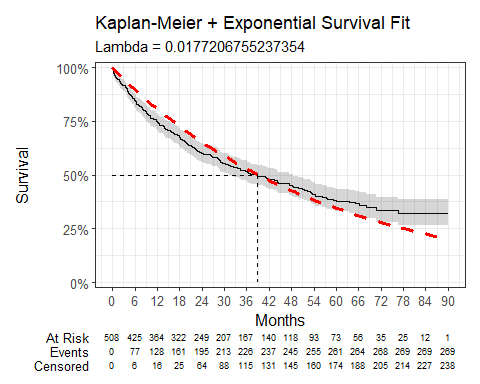 Kaplan-Meier + Exponential Survival Fit
Lambda = 0.0177206755237354
100%
75%
50%
25%
0%
Survival
0 6 12 18 24 30 36 42 48 54 60 66 72 78 84 90
Months
At Risk 508 425 364 322 249 207 167 140 118 93 73 56 35 25 12 1
Events 0 77 128 161 195 213 226 237 245 255 261 264 268 269 269 269
Censored 0 6 16 25 64 88 115 131 145 160 174 188 205 214 227 238